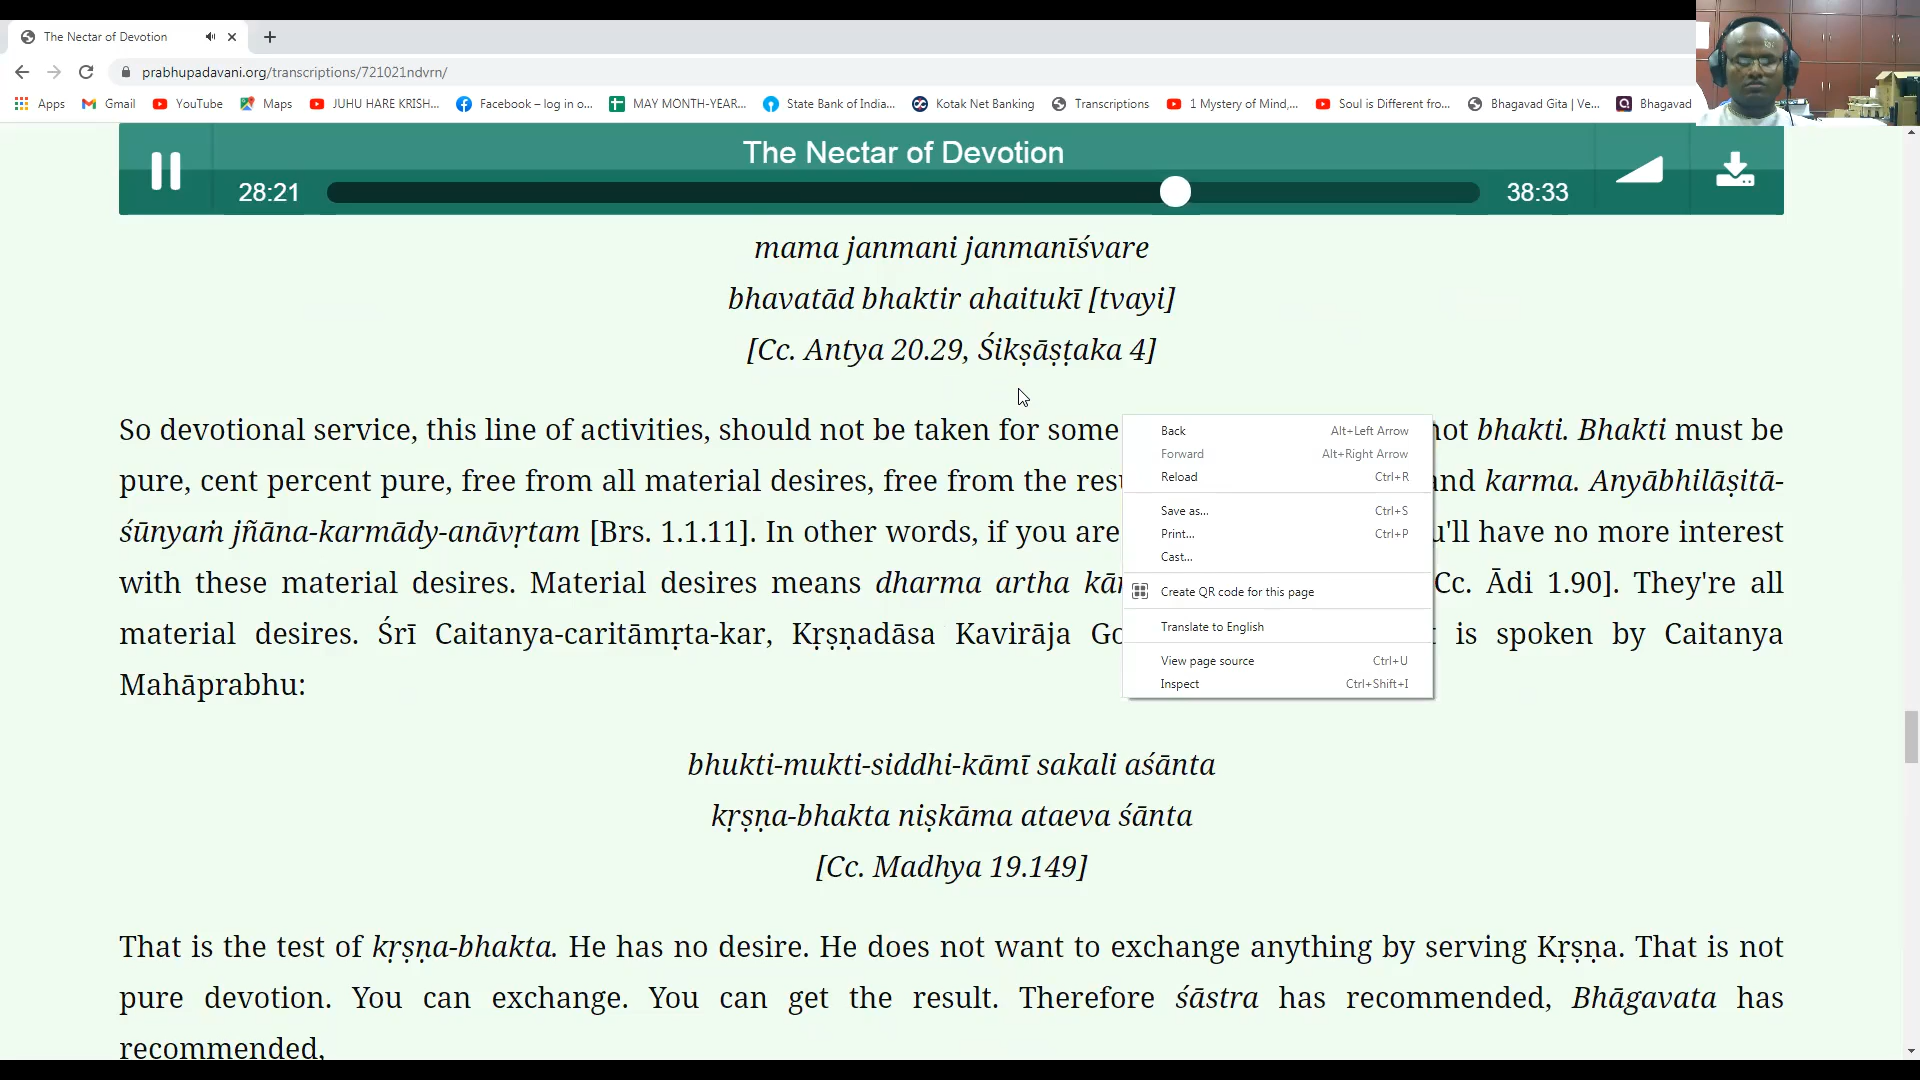 The Nectar of Devotion
prabhupadavani.org/transcriptions/721021ndvrn/
Apps Gmail YouTube Maps JUHU HARE KRISH... Facebook – log in o... MAY MONTH-YEAR... State Bank of Indi... Kotak Net Banking Transcriptions 1 Mystery of Mind,... Soul is Different fro... Bhagavad Gita | Ve... Bhagavad
The Nectar of Devotion
28:21 38:33
mama janmani janmanīśvare
bhavatād bhaktir ahaitukī [tvayi]
[Cc. Antya 20.29, Śikṣāṣṭaka 4]
So devotional service, this line of activities, should not be taken for some not bhakti. Bhakti must be
pure, cent percent pure, free from all material desires, free from the and karma. Anyābhilāṣitā-
śūnyaṁ jñāna-karmādy-anāvṛtam [Brs. 1.1.11]. In other words, if you are have no more interest
with these material desires. Material desires means dharma artha [Cc. Ādi 1.90]. They're all
material desires. Śrī Caitanya-caritāmṛta-kar, Kṛṣṇadāsa Kavirāja is spoken by Caitanya
Mahāprabhu:
Back Alt+Left Arrow
Forward Alt+Right Arrow
Reload Ctrl+R
Save as... Ctrl+S
Print... Ctrl+P
Cast...
Create QR code for this page
Translate to English
View page source Ctrl+U
Inspect Ctrl+Shift+I
bhukti-mukti-siddhi-kāmī sakali aśānta
kṛṣṇa-bhakta niṣkāma ataeva śānta
[Cc. Madhya 19.149]
That is the test of kṛṣṇa-bhakta. He has no desire. He does not want to exchange anything by serving Kṛṣṇa. That is not
pure devotion. You can exchange. You can get the result. Therefore śāstra has recommended, Bhāgavata has
recommended,